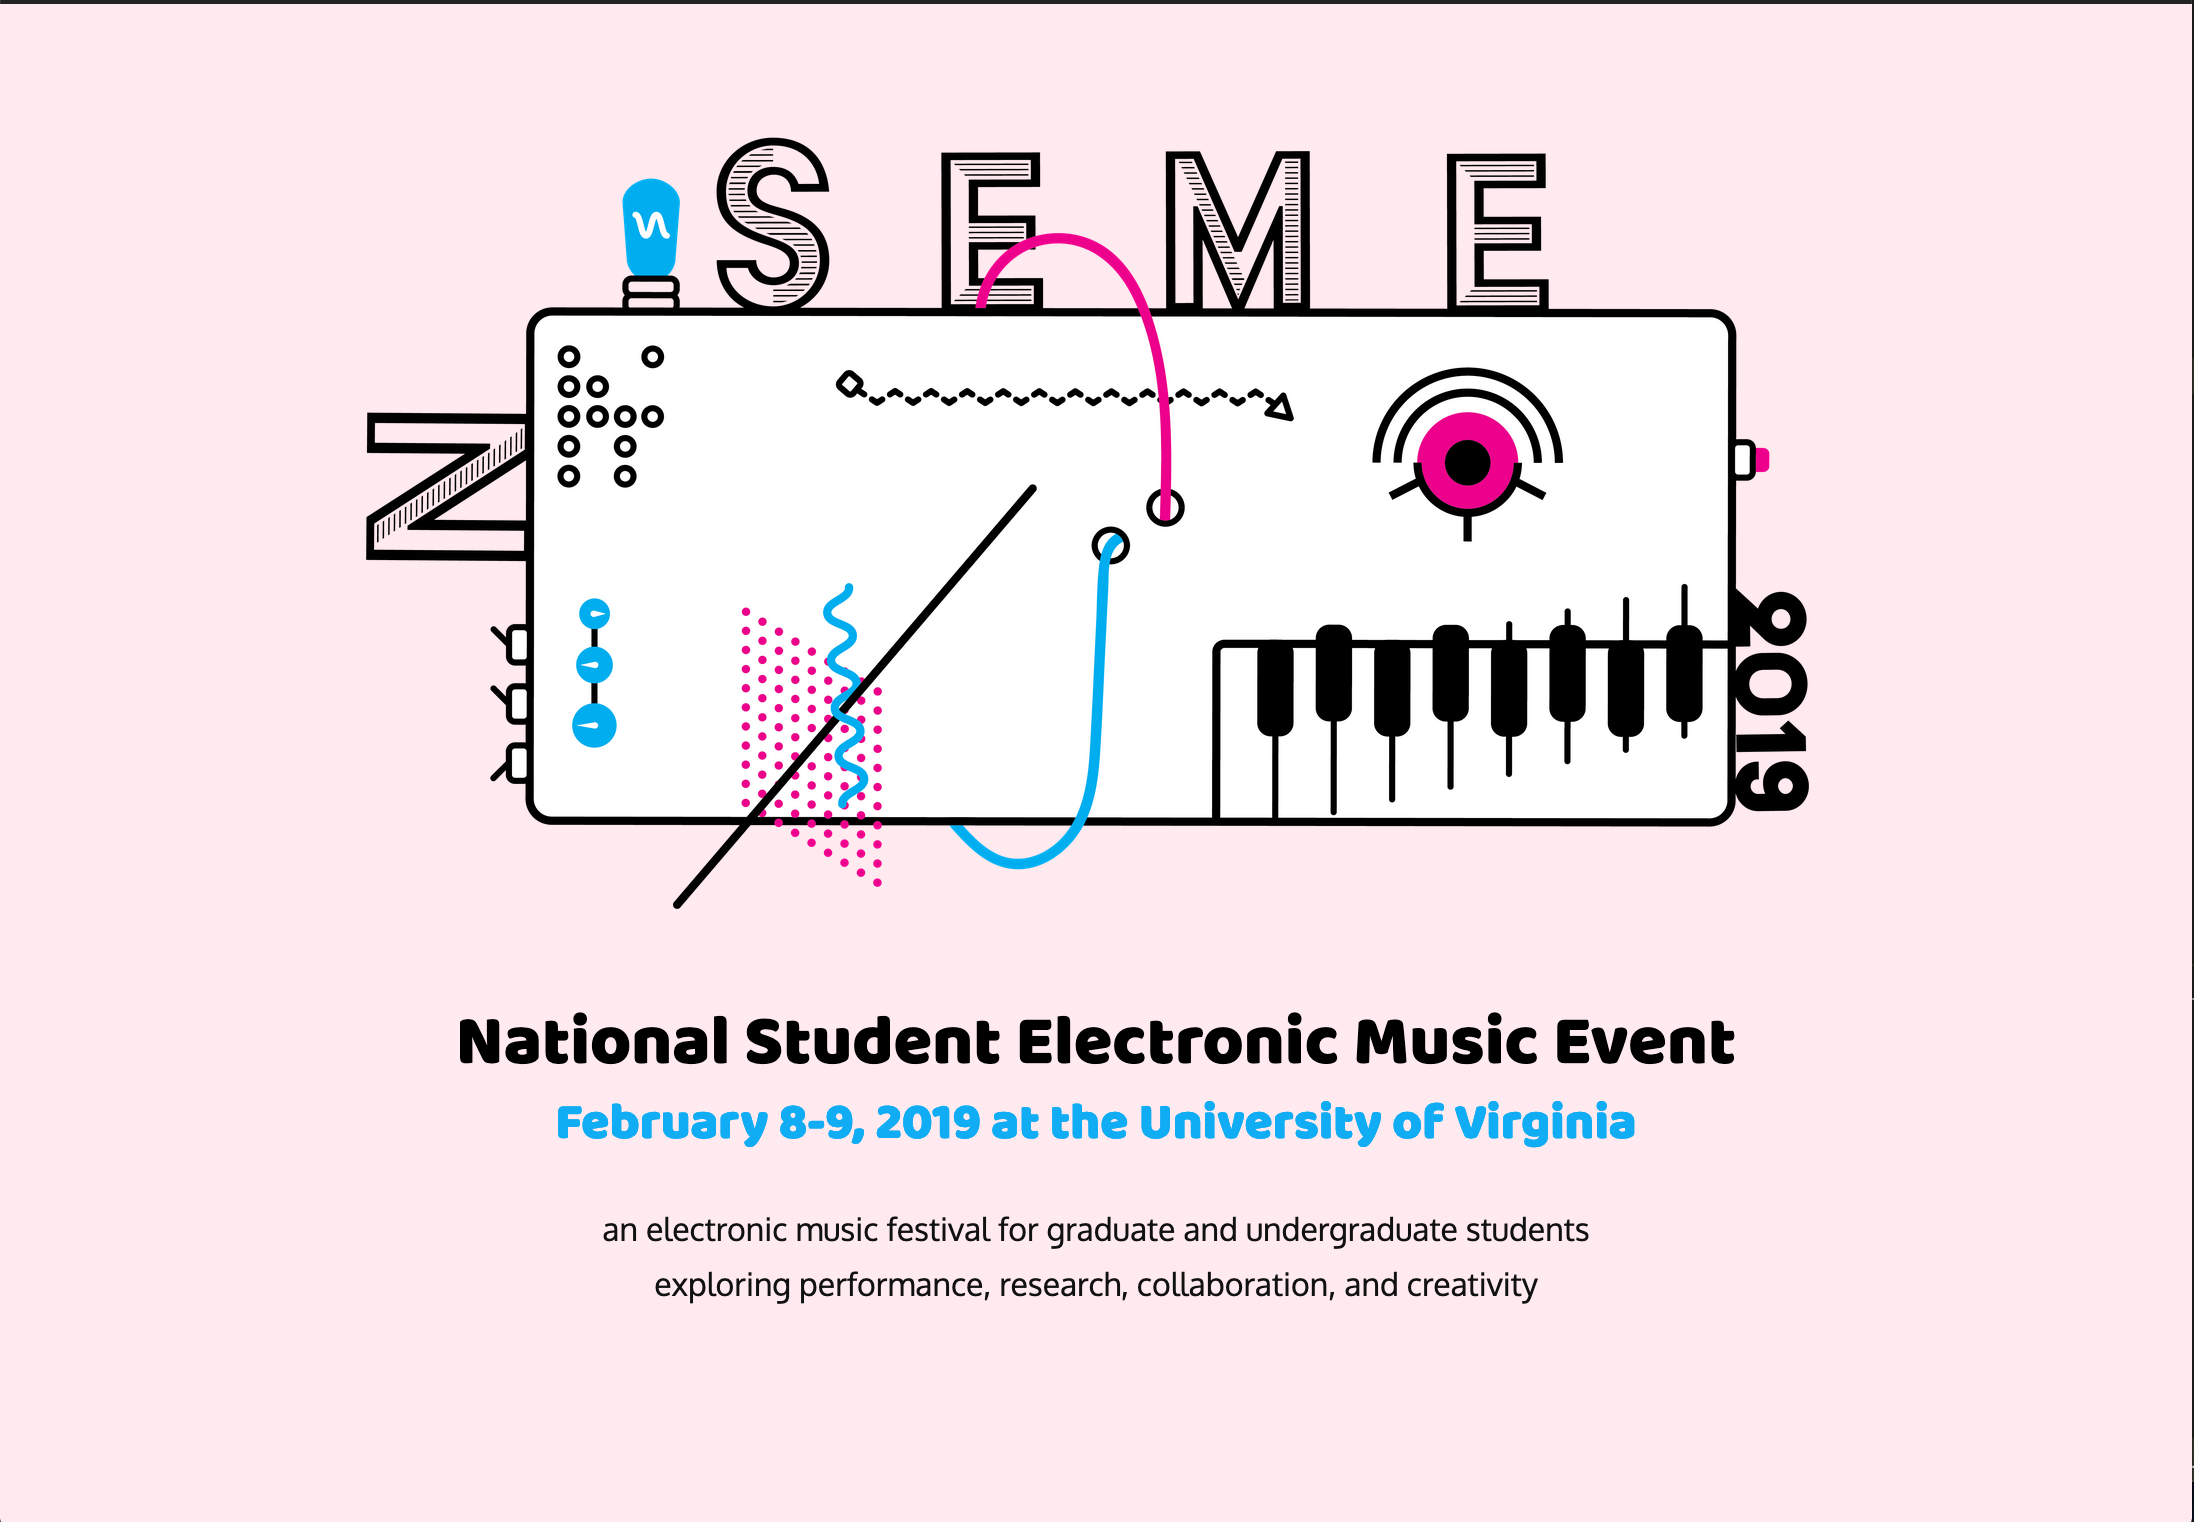 N
SEME
2019
National Student Electronic Music Event
February 8-9, 2019 at the University of Virginia
an electronic music festival for graduate and undergraduate students
exploring performance, research, collaboration, and creativity